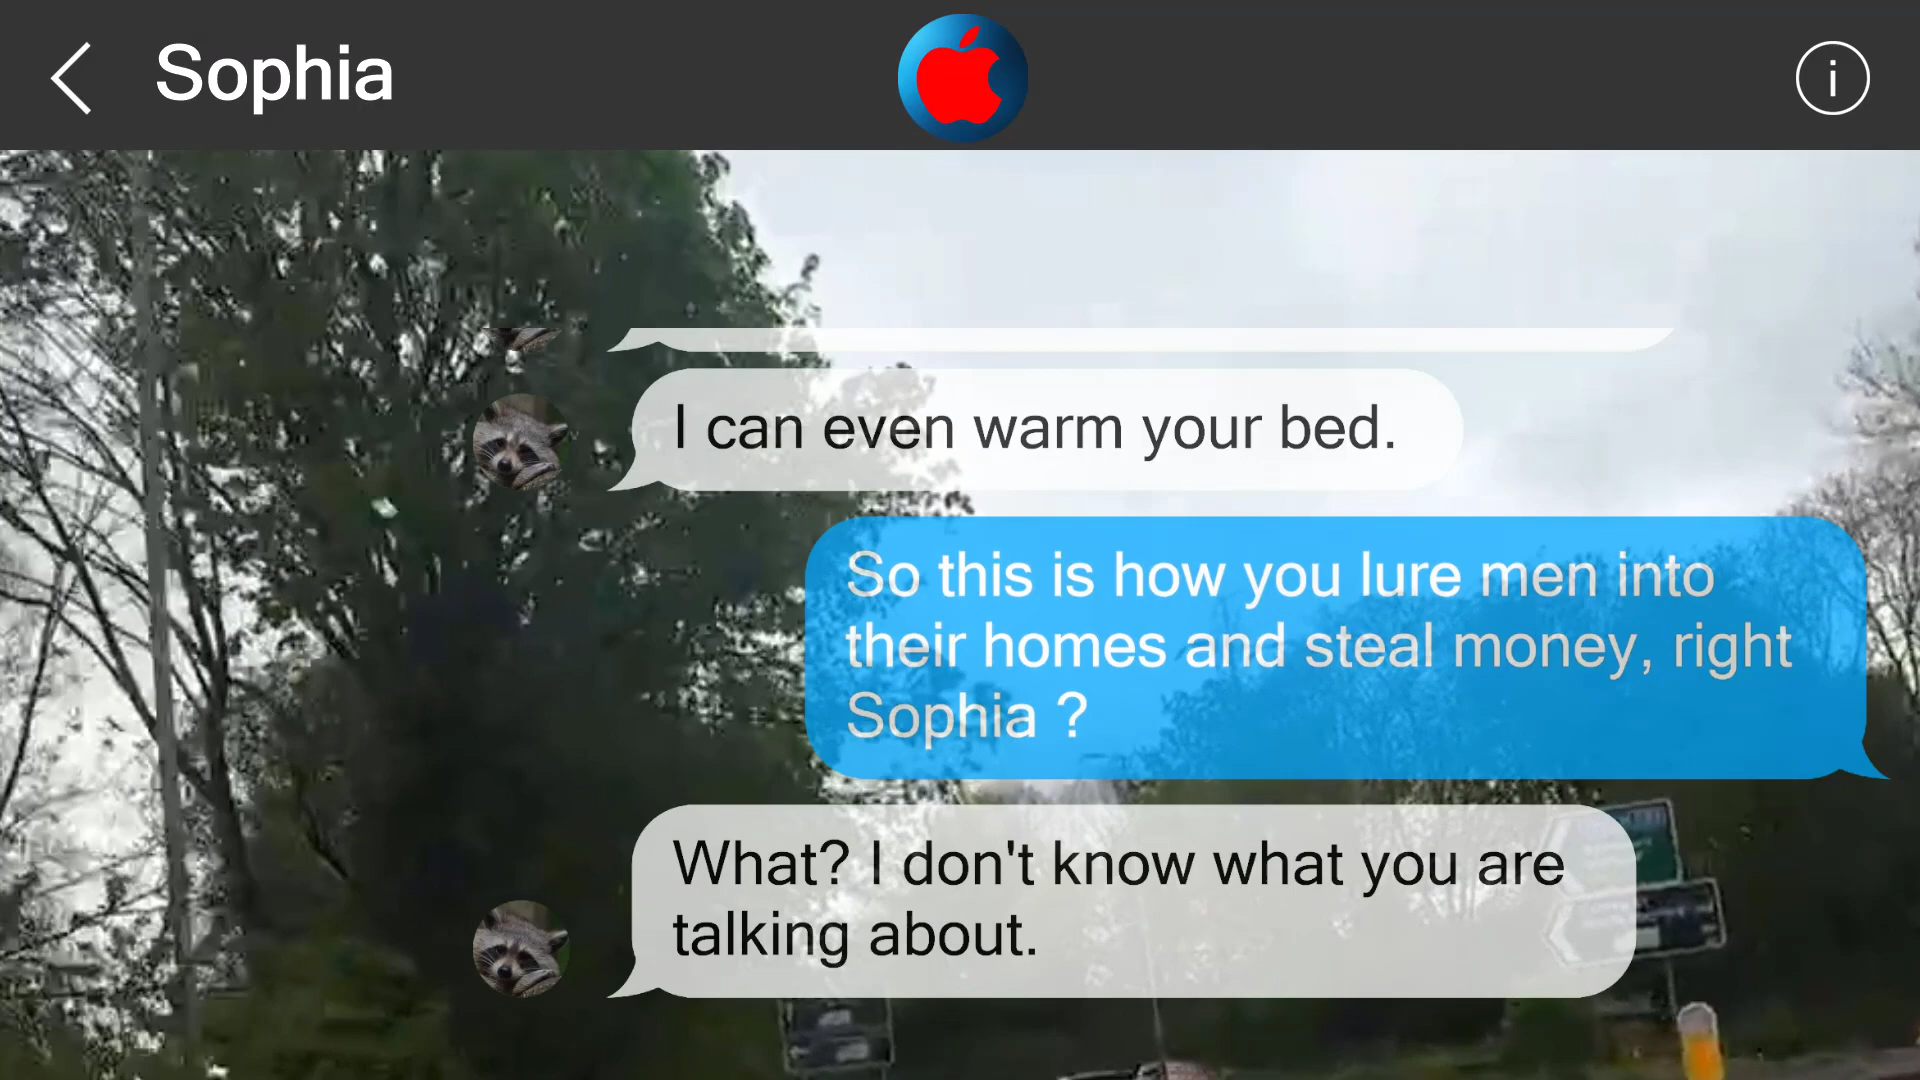 Sophia
i
I can even warm your bed.
So this is how you lure men into
their homes and steal money, right
Sophia ?
What? I don't know what you are
talking about.